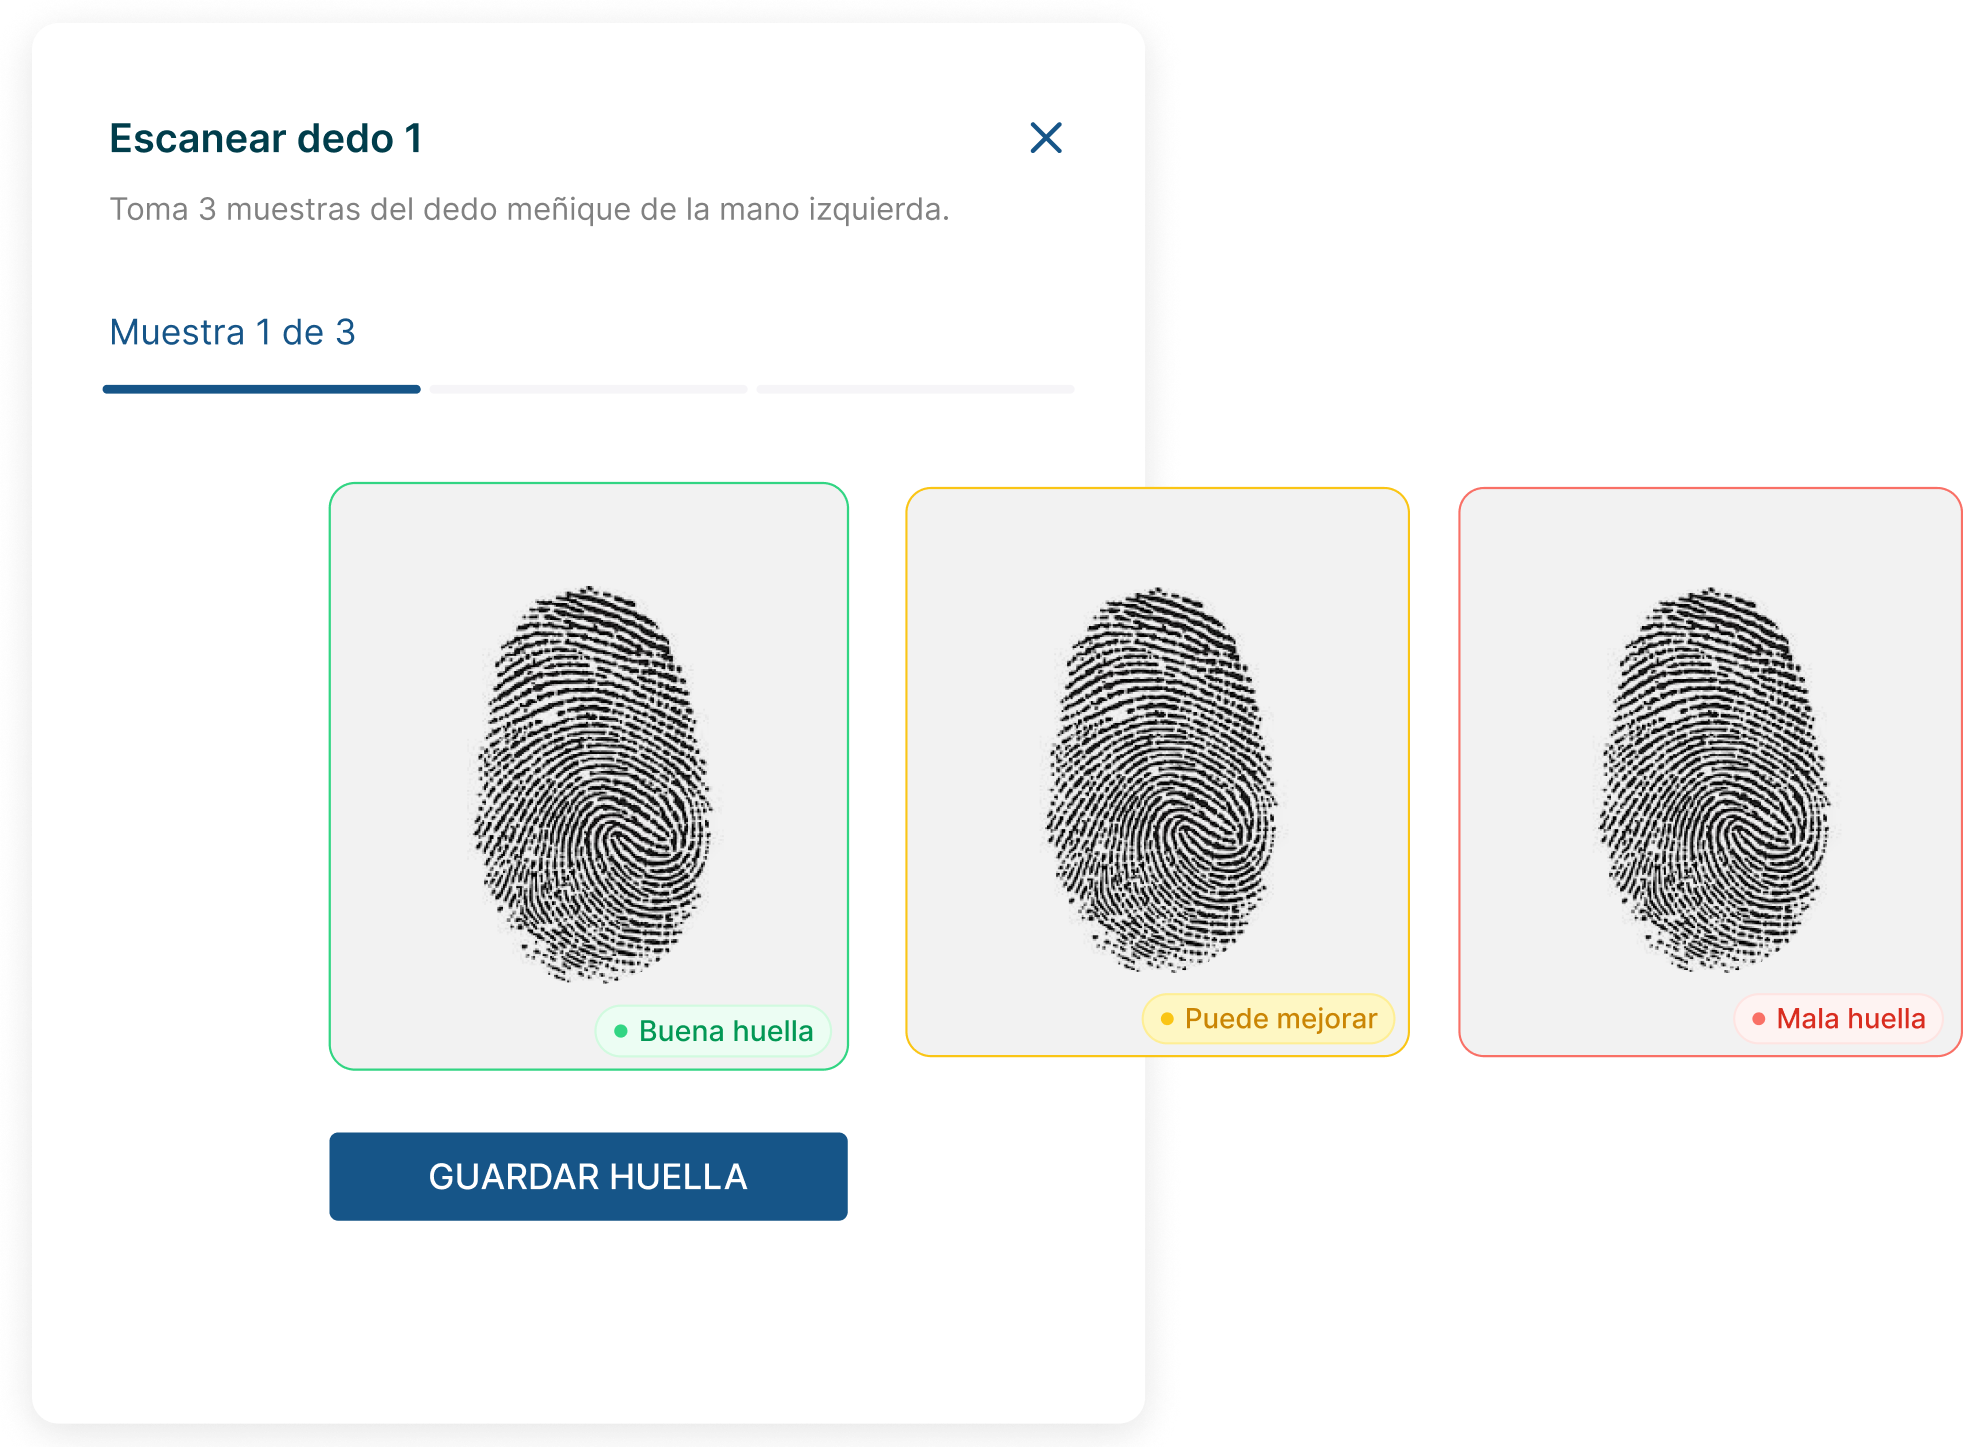 Escanear dedo 1
Toma 3 muestras del dedo meñique de la mano izquierda.
Muestra 1 de 3
Buena huella
Puede mejorar
Mala huella
GUARDAR HUELLA